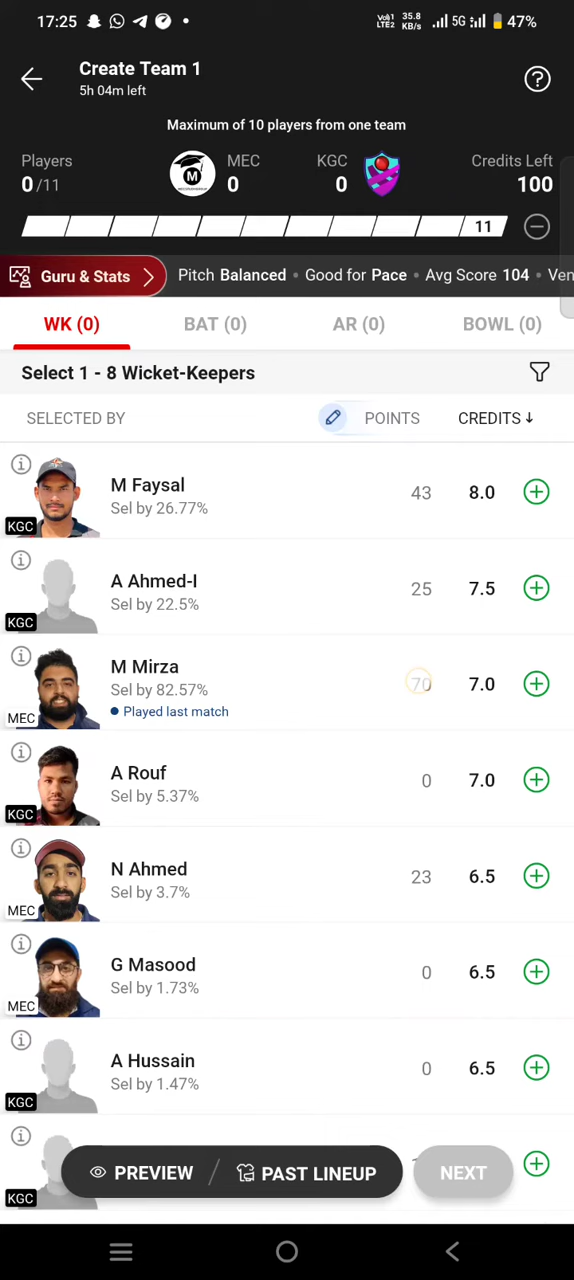 17:25
Vo)) 1 LTE2 35.8 KB/s 5G 47%
Create Team 1
5h 04m left
Maximum of 10 players from one team
Players MEC KGC Credits Left
0/11 0 0 100
M
11
Guru & Stats Pitch Balanced • Good for Pace • Avg Score 104 • Ven
WK (0) BAT (0) AR (0) BOWL (0)
Select 1 - 8 Wicket-Keepers
SELECTED BY POINTS CREDITS↓
M Faysal 43 8.0
Sel by 26.77%
KGC
A Ahmed-I 25 7.5
Sel by 22.5%
KGC
M Mirza 70 7.0
Sel by 82.57%
MEC • Played last match
A Rouf 0 7.0
Sel by 5.37%
KGC
N Ahmed 23 6.5
Sel by 3.7%
MEC
G Masood 0 6.5
Sel by 1.73%
MEC
A Hussain 0 6.5
Sel by 1.47%
KGC
PREVIEW / PAST LINEUP NEXT
KGC